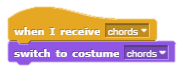 when I receive chords
switch to costume chords